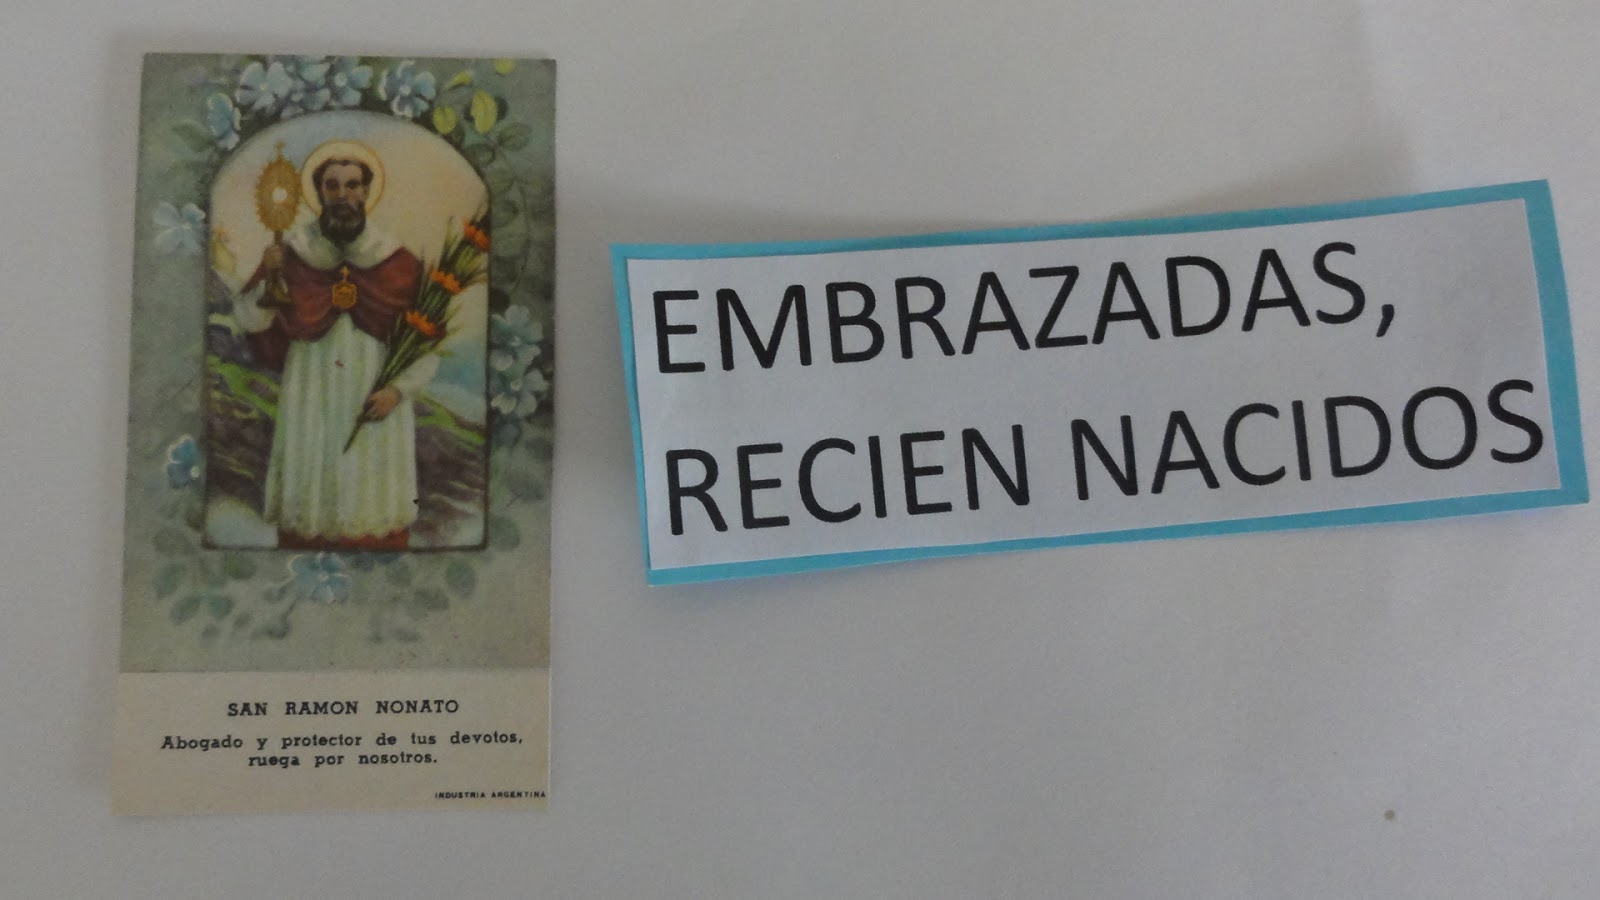 SAN RAMON NONATO
Abogado y protector de tus devotos,
ruega por nosotros.
INDUSTRIA ARGENTINA
EMBRAZADAS,
RECIEN NACIDOS